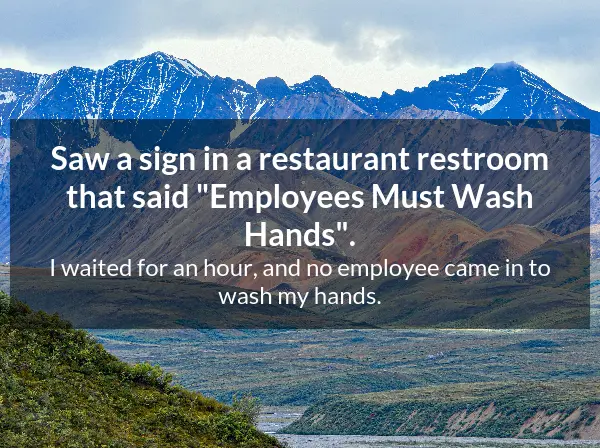 Saw a sign in a restaurant restroom
that said "Employees Must Wash
Hands".
I waited for an hour, and no employee came in to
wash my hands.